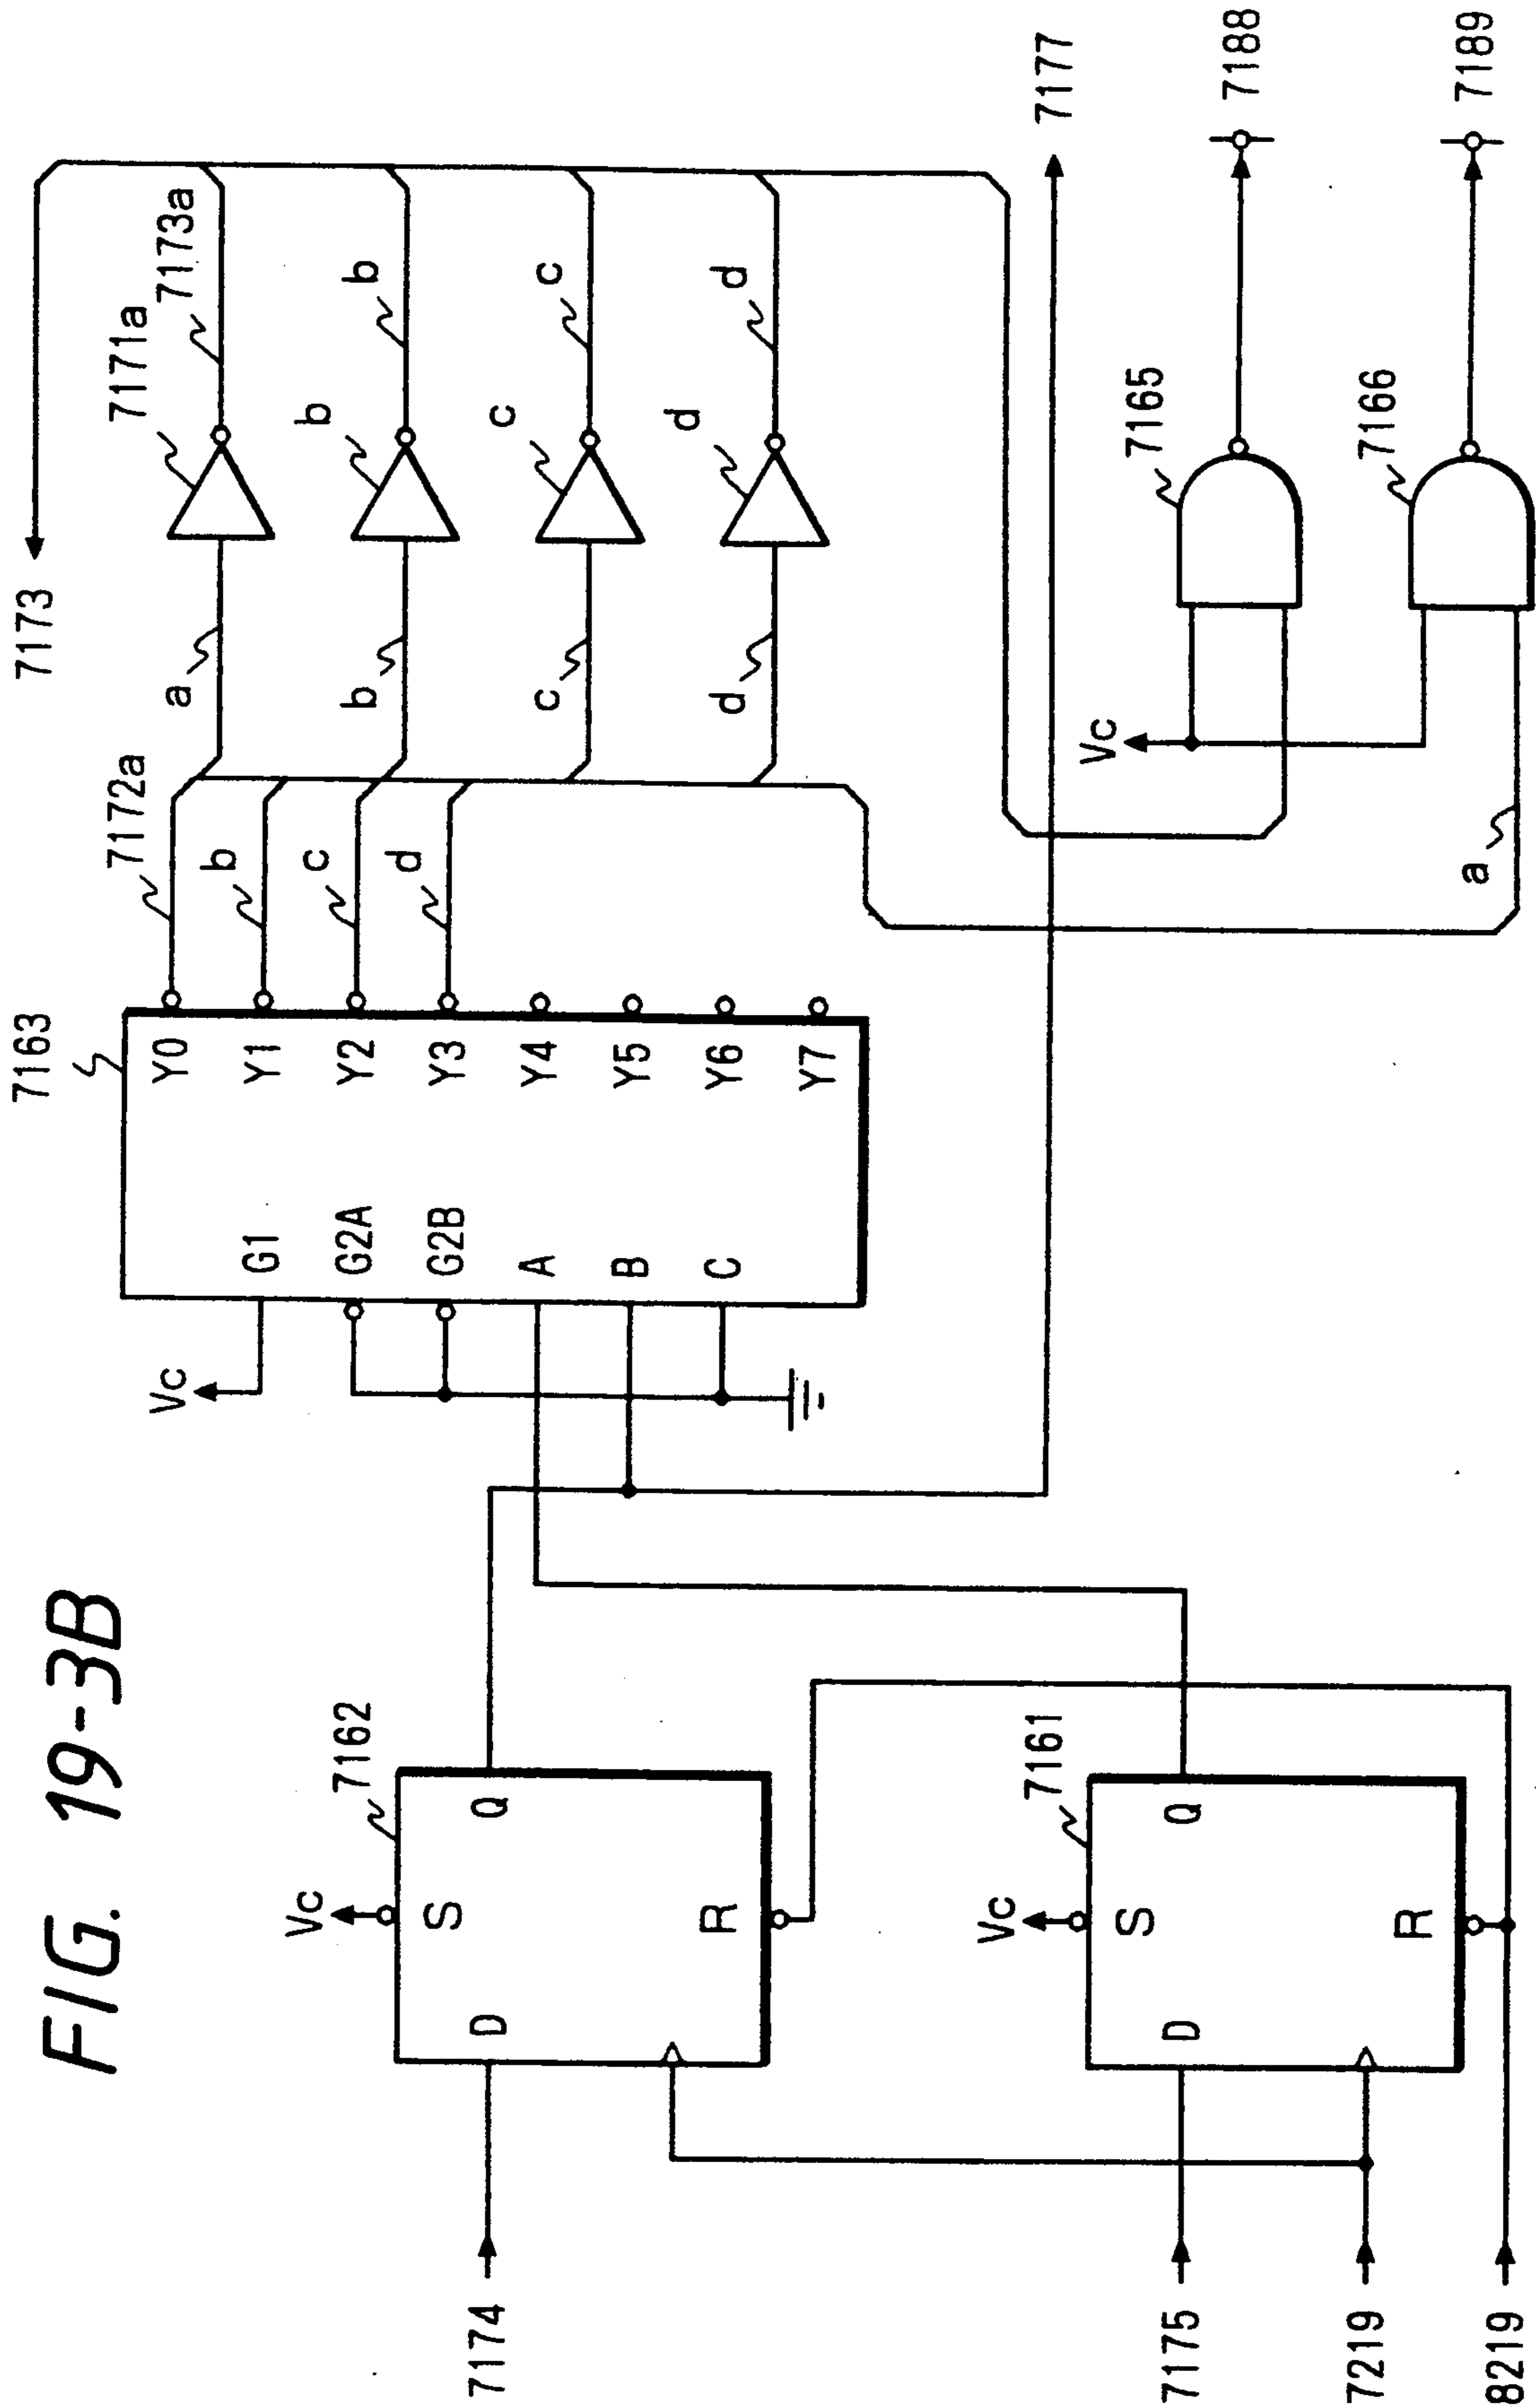 FIG. 19-3B
7174
7175
7219
8219
7162
Vc
S
D
Q
R
7161
Vc
S
D
Q
R
7163
Vc
G1
G2A
G2B
A
B
C
Y0
Y1
Y2
Y3
Y4
Y5
Y6
Y7
7172a
b
c
d
7173
a
b
c
d
7171a
b
c
d
7173a
b
c
d
7177
Vc
a
7165
7166
7188
7189